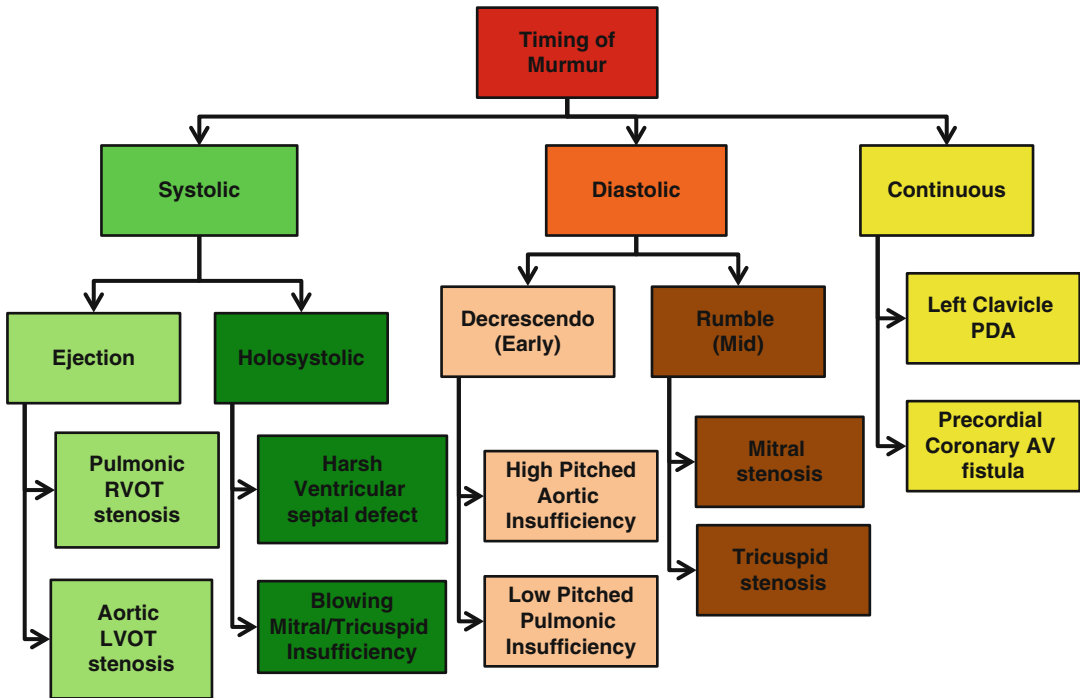 Timing of
Murmur
Systolic
Diastolic
Continuous
Ejection
Holosystolic
Decrescendo
(Early)
Rumble
(Mid)
Left Clavicle
PDA
Precordial
Coronary AV
fistula
Pulmonic
RVOT
stenosis
Harsh
Ventricular
septal defect
High Pitched
Aortic
Insufficiency
Mitral
stenosis
Aortic
LVOT
stenosis
Blowing
Mitral/Tricuspid
Insufficiency
Low Pitched
Pulmonic
Insufficiency
Tricuspid
stenosis